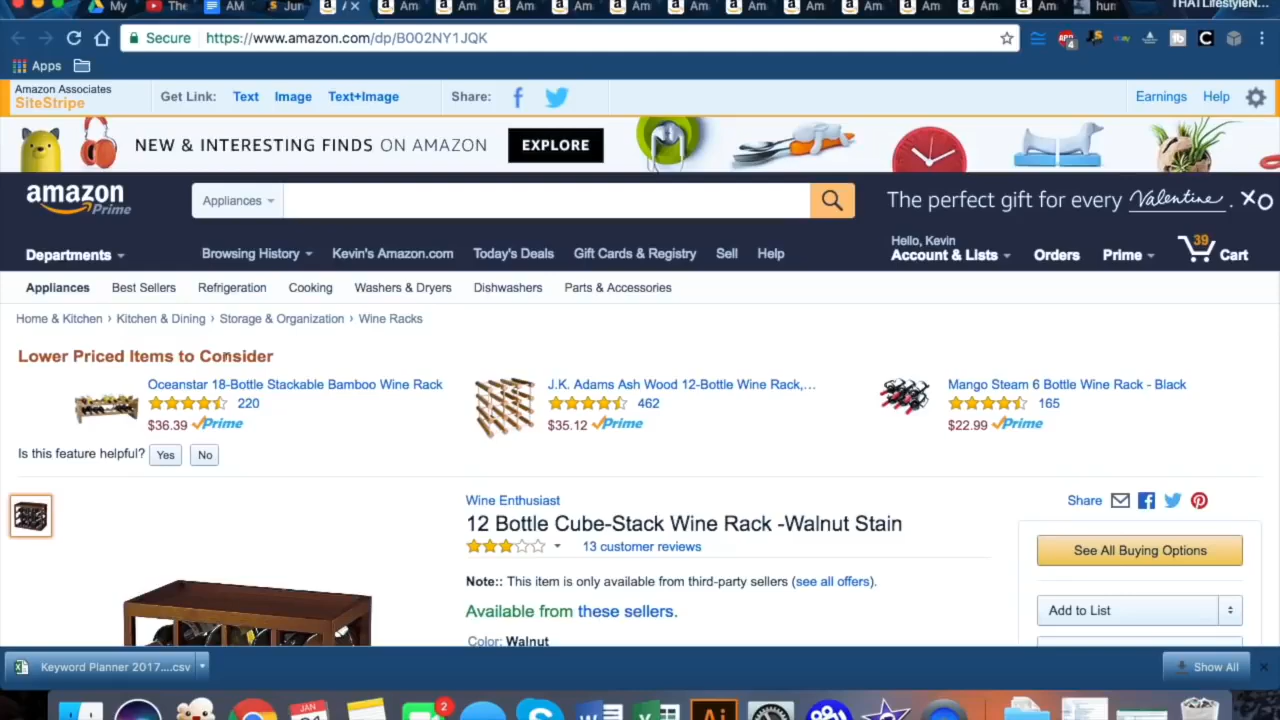 My
The
AM
Jun
A
Am
Am
Am
Am
Am
Am
Am
Am
Am
Am
Am
Am
hun
THATLifestyleN...
Secure https://www.amazon.com/dp/B002NY1JQK
4
Apps
Amazon Associates
SiteStripe
Get Link: Text Image Text+Image Share:
Earnings Help
NEW & INTERESTING FINDS ON AMAZON EXPLORE
amazon
Prime
Appliances
The perfect gift for every Valentine. XO
Departments
Browsing History Kevin's Amazon.com Today's Deals Gift Cards & Registry Sell Help
Hello, Kevin
Account & Lists Orders Prime 39 Cart
Appliances Best Sellers Refrigeration Cooking Washers & Dryers Dishwashers Parts & Accessories
Home & Kitchen › Kitchen & Dining › Storage & Organization › Wine Racks
Lower Priced Items to Consider
Oceanstar 18-Bottle Stackable Bamboo Wine Rack
220
$36.39 Prime
J.K. Adams Ash Wood 12-Bottle Wine Rack,...
462
$35.12 Prime
Mango Steam 6 Bottle Wine Rack - Black
165
$22.99 Prime
Is this feature helpful? Yes No
Wine Enthusiast
12 Bottle Cube-Stack Wine Rack -Walnut Stain
13 customer reviews
Note:: This item is only available from third-party sellers (see all offers).
Available from these sellers.
Color: Walnut
Share
See All Buying Options
Add to List
Keyword Planner 2017....csv
Show All
JAN
2
Ai